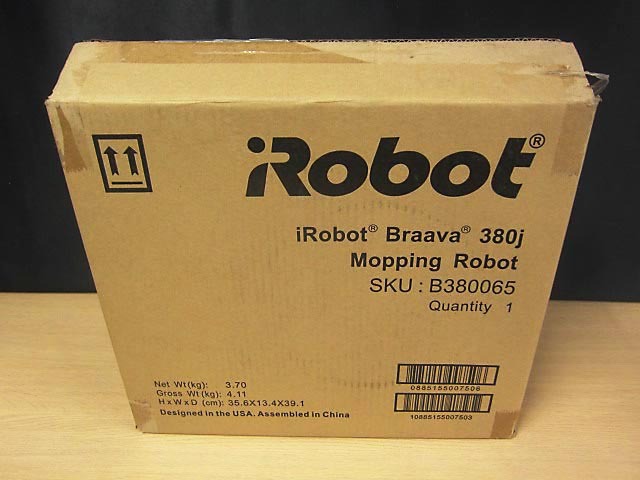 iRobot®
iRobot® Braava® 380j
Mopping Robot
SKU : B380065
Quantity 1
0885155007506
10885155007503
Net Wt(kg): 3.70
Gross Wt(kg): 4.11
HxWxD (cm): 35.6X13.4X39.1
Designed in the USA. Assembled in China